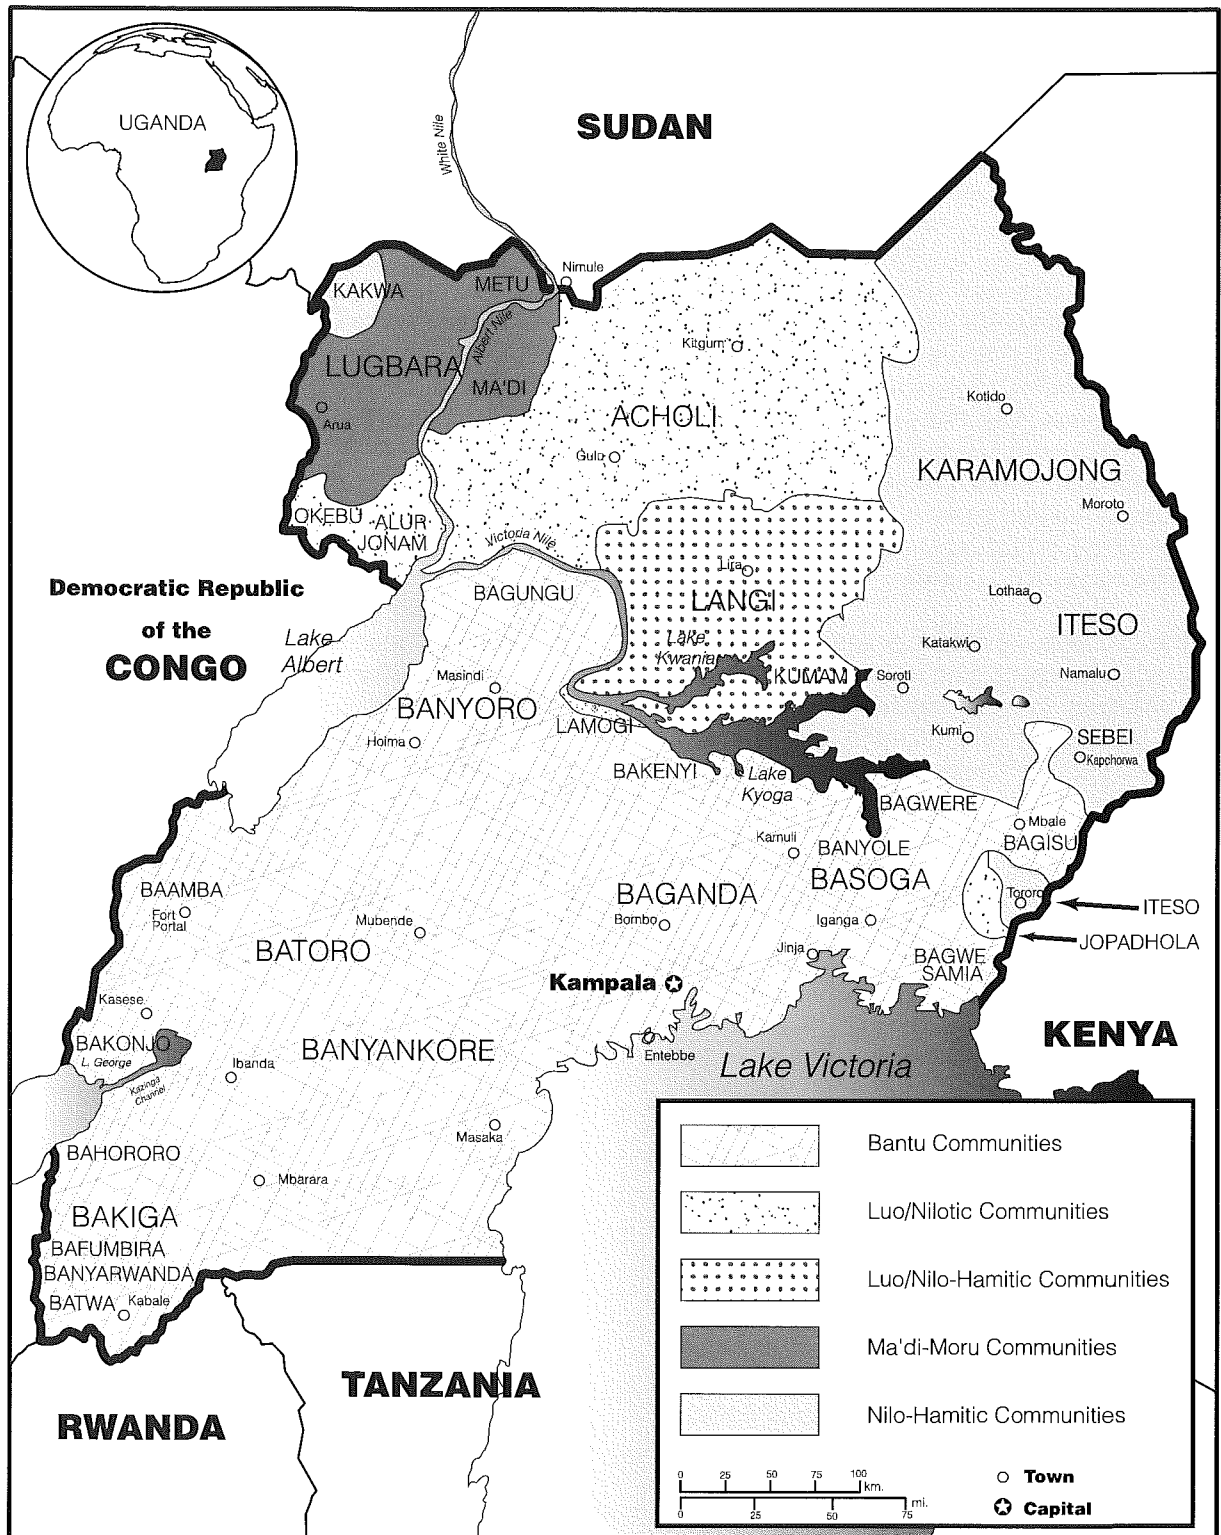 UGANDA
SUDAN
White Nile
Nimule
KAKWA
METU
Albert Nile
Kitgum
LUGBARA
MA'DI
Kotido
Arua
ACHOLI
Gulu
KARAMOJONG
Moroto
OKEBU
ALUR
JONAM
Victoria Nile
Lira
BAGUNGU
LANGI
Lothaa
Democratic Republic
of the
CONGO
Lake
Albert
ITESO
Lake
Kwania
Katakwi
Masindi
KUMAM
Soroti
Namalu
BANYORO
LAMOGI
Hoima
Kumi
SEBEI
Kapchorwa
BAKENYI
Lake
Kyoga
BAGWERE
Mbale
BAGISU
Kamuli
BANYOLE
BASOGA
BAAMBA
Fort
Portal
BAGANDA
Tororo
ITESO
Mubende
Bombo
Iganga
JOPADHOLA
BATORO
Jinja
BAGWE
SAMIA
Kampala
Kasese
BAKONJO
L. George
Kazinga
Channel
KENYA
Ibanda
BANYANKORE
Entebbe
Lake Victoria
Masaka
BAHORORO
Mbarara
BAKIGA
BAFUMBIRA
BANYARWANDA
BATWA
Kabale
TANZANIA
RWANDA
Bantu Communities
Luo/Nilotic Communities
Luo/Nilo-Hamitic Communities
Ma'di-Moru Communities
Nilo-Hamitic Communities
0 25 50 75 100
km.
mi.
0 25 50 75
Town
Capital